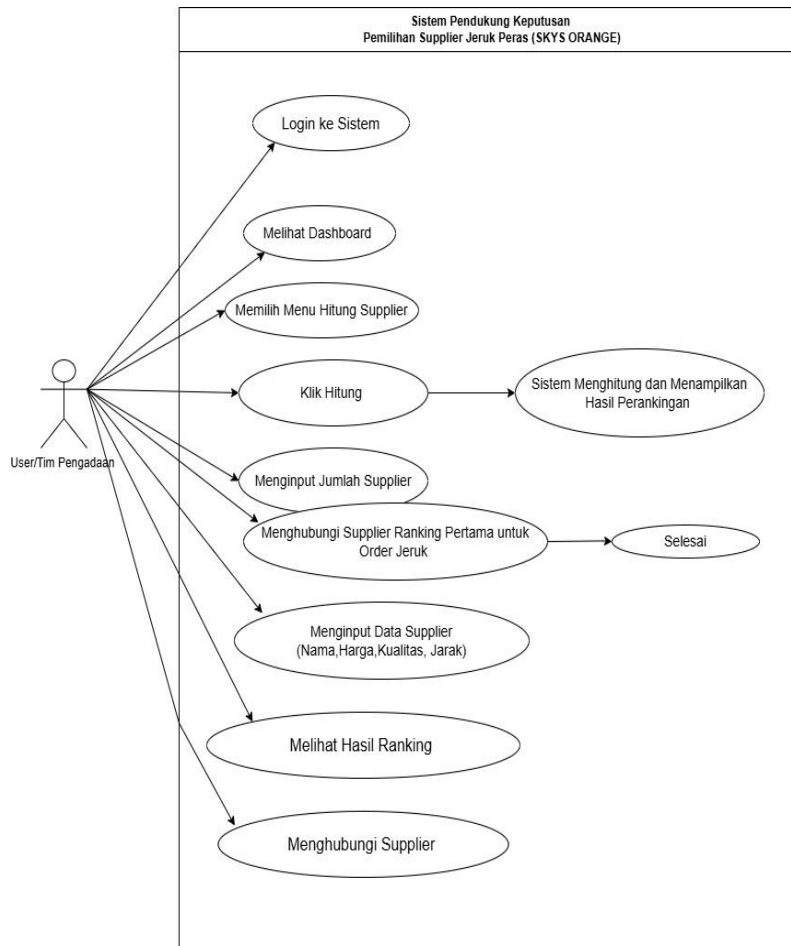 Sistem Pendukung Keputusan
Pemilihan Supplier Jeruk Peras (SKYS ORANGE)
Login ke Sistem
Melihat Dashboard
Memilih Menu Hitung Supplier
Klik Hitung
Sistem Menghitung dan Menampilkan
Hasil Perankingan
User/Tim Pengadaan
Menginput Jumlah Supplier
Menghubungi Supplier Ranking Pertama untuk
Order Jeruk
Selesai
Menginput Data Supplier
(Nama,Harga,Kualitas, Jarak)
Melihat Hasil Ranking
Menghubungi Supplier